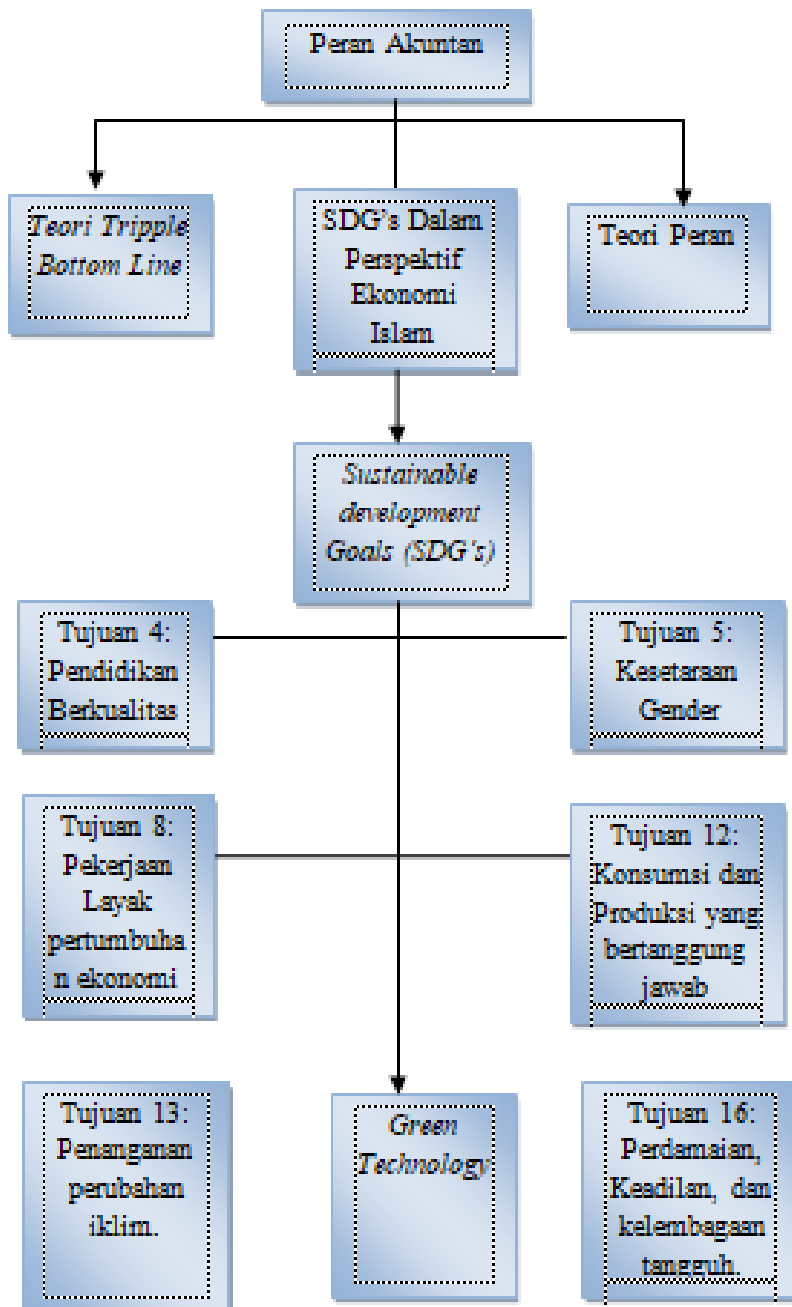 Peran Akuntan
Teori Tripple
Bottom Line
SDG's Dalam
Perspektif
Ekonomi
Islam
Teori Peran
Sustainable
development
Goals (SDG's)
Tujuan 4:
Pendidikan
Berkualitas
Tujuan 5:
Kesetaraan
Gender
Tujuan 8:
Pekerjaan
Layak
pertumbuha
n ekonomi
Tujuan 12:
Konsumsi dan
Produksi yang
bertanggung
jawab
Tujuan 13:
Penanganan
perubahan
iklim.
Green
Technology
Tujuan 16:
Perdamaian,
Keadilan, dan
kelembagaan
tangguh.